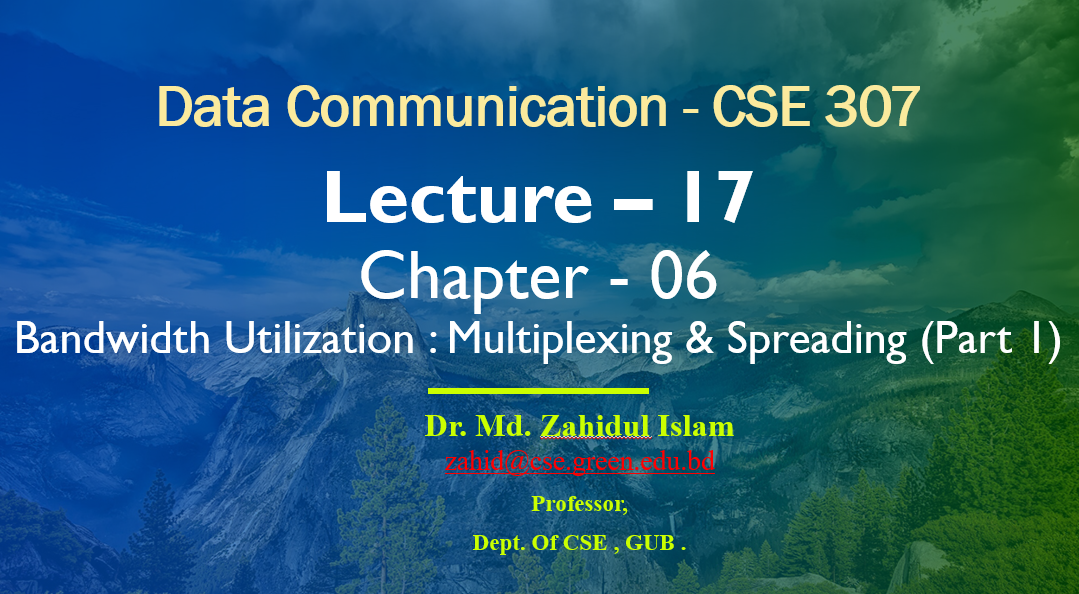 Data Communication - CSE 307
Lecture – 17
Chapter - 06
Bandwidth Utilization : Multiplexing & Spreading (Part 1)
Dr. Md. Zahidul Islam
zahid@cse.green.edu.bd
Professor,
Dept. Of CSE , GUB .